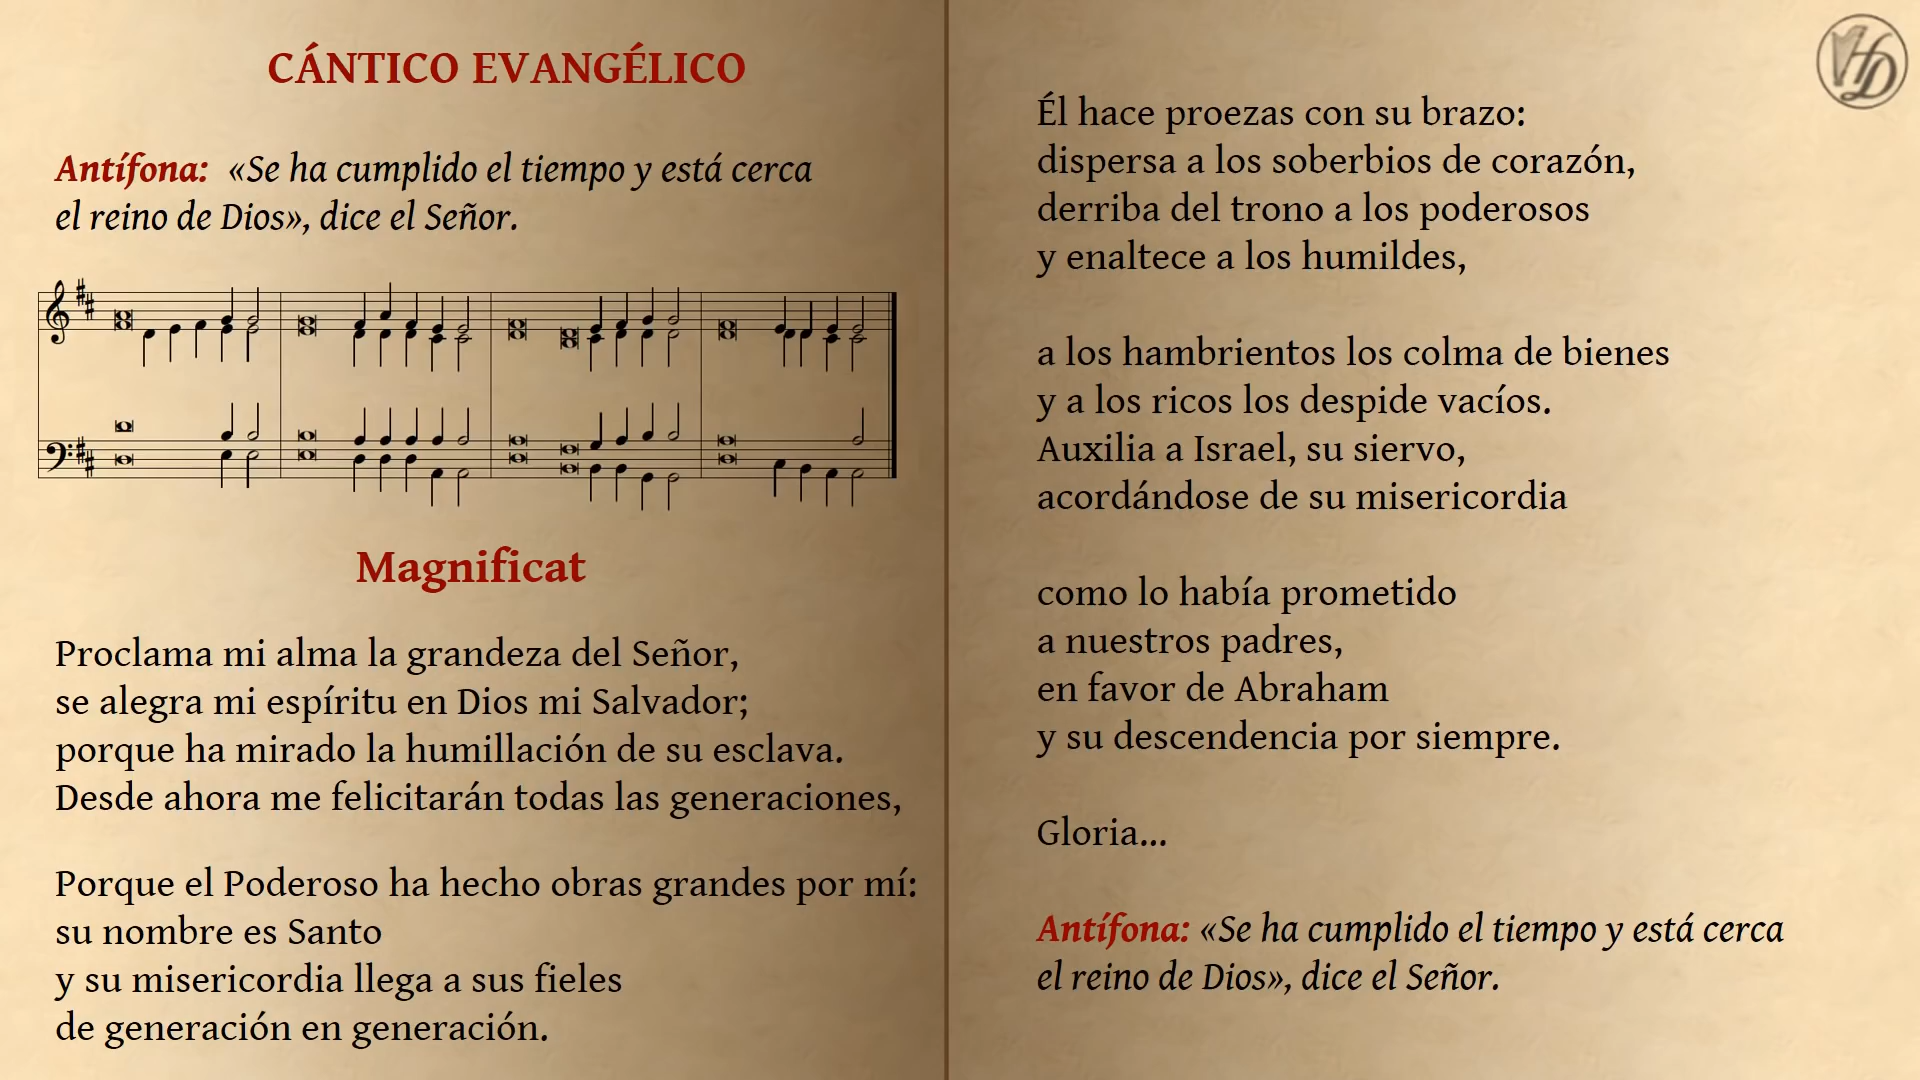 CÁNTICO EVANGÉLICO
Antífona: «Se ha cumplido el tiempo y está cerca
el reino de Dios», dice el Señor.
Magnificat
Proclama mi alma la grandeza del Señor,
se alegra mi espíritu en Dios mi Salvador;
porque ha mirado la humillación de su esclava.
Desde ahora me felicitarán todas las generaciones,
Porque el Poderoso ha hecho obras grandes por mí:
su nombre es Santo
y su misericordia llega a sus fieles
de generación en generación.
Él hace proezas con su brazo:
dispersa a los soberbios de corazón,
derriba del trono a los poderosos
y enaltece a los humildes,
a los hambrientos los colma de bienes
y a los ricos los despide vacíos.
Auxilia a Israel, su siervo,
acordándose de su misericordia
como lo había prometido
a nuestros padres,
en favor de Abraham
y su descendencia por siempre.
Gloria...
Antífona: «Se ha cumplido el tiempo y está cerca
el reino de Dios», dice el Señor.
HD